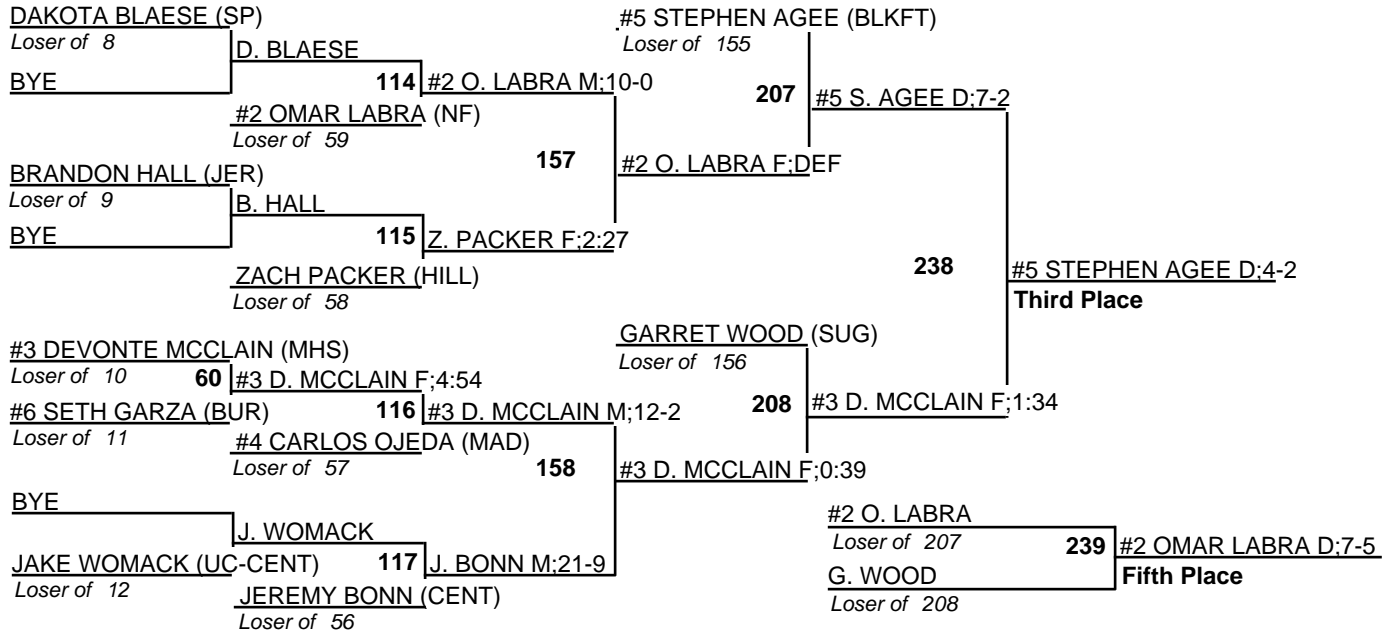 DAKOTA BLAESE (SP)
Loser of 8
D. BLAESE
BYE
114
#2 O. LABRA M;10-0
#2 OMAR LABRA (NF)
Loser of 59
157
#2 O. LABRA F;DEF
BRANDON HALL (JER)
Loser of 9
B. HALL
BYE
115
Z. PACKER F;2:27
ZACH PACKER (HILL)
Loser of 58
#5 STEPHEN AGEE (BLKFT)
Loser of 155
207
#5 S. AGEE D;7-2
238
#5 STEPHEN AGEE D;4-2
Third Place
#3 DEVONTE MCCLAIN (MHS)
Loser of 10
60
#3 D. MCCLAIN F;4:54
#6 SETH GARZA (BUR)
Loser of 11
116
#3 D. MCCLAIN M;12-2
#4 CARLOS OJEDA (MAD)
Loser of 57
158
#3 D. MCCLAIN F;0:39
BYE
J. WOMACK
JAKE WOMACK (UC-CENT)
Loser of 12
117
J. BONN M;21-9
JEREMY BONN (CENT)
Loser of 56
GARRET WOOD (SUG)
Loser of 156
208
#3 D. MCCLAIN F;1:34
#2 O. LABRA
Loser of 207
239
#2 OMAR LABRA D;7-5
Fifth Place
G. WOOD
Loser of 208